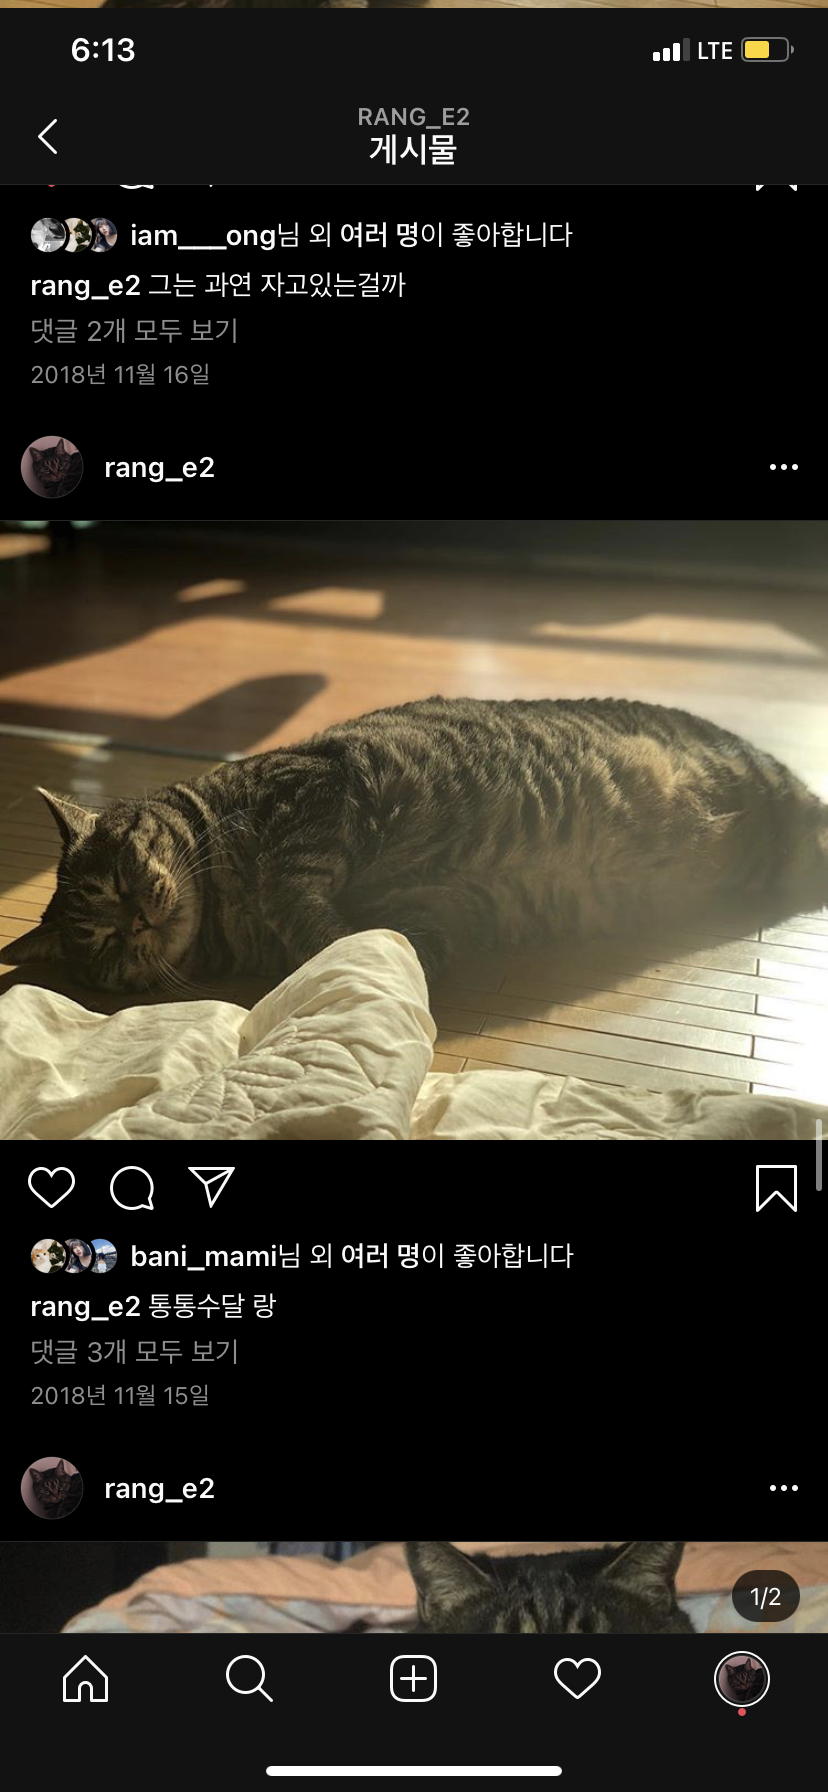 6:13
LTE
RANG_E2
게시물
iam___ong님 외 여러 명이 좋아합니다
rang_e2 그는 과연 자고있는걸까
댓글 2개 모두 보기
2018년 11월 16일
rang_e2
bani_mami님 외 여러 명이 좋아합니다
rang_e2 통통수달 랑
댓글 3개 모두 보기
2018년 11월 15일
rang_e2
1/2